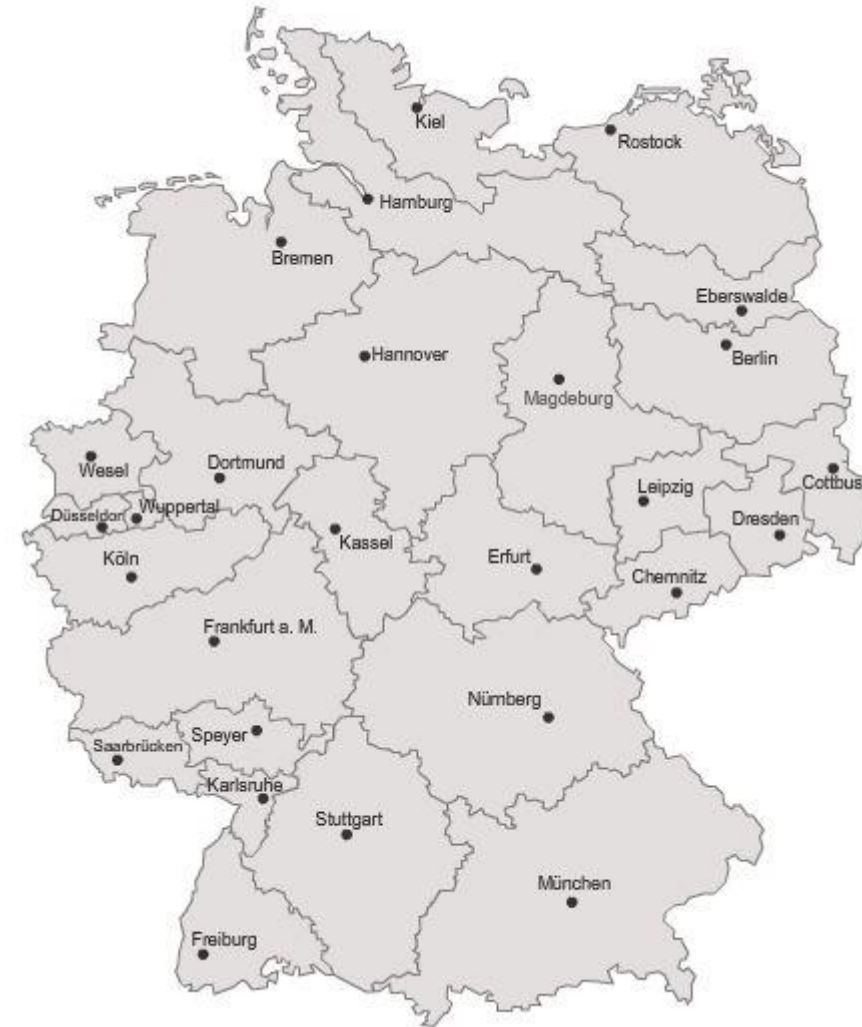 Kiel
Rostock
Hamburg
Bremen
Eberswalde
Hannover
Berlin
Magdeburg
Wesel
Dortmund
Cottbus
Leipzig
Düsseldorf
Wuppertal
Dresden
Kassel
Köln
Erfurt
Chemnitz
Frankfurt a. M.
Nürnberg
Speyer
Saarbrücken
Karlsruhe
Stuttgart
München
Freiburg